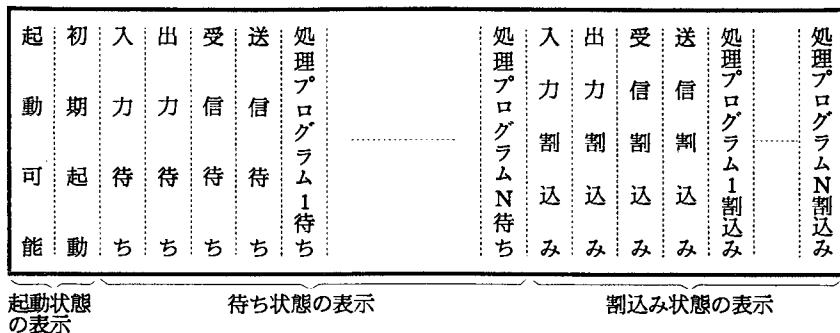 起動可能
初期起動
入力待ち
出力待ち
受信待ち
送信待ち
処理プログラム1待ち
処理プログラムN待ち
入力割込み
出力割込み
受信割込み
送信割込み
処理プログラム1割込み
処理プログラムN割込み
起動状態
の表示
待ち状態の表示
割込み状態の表示